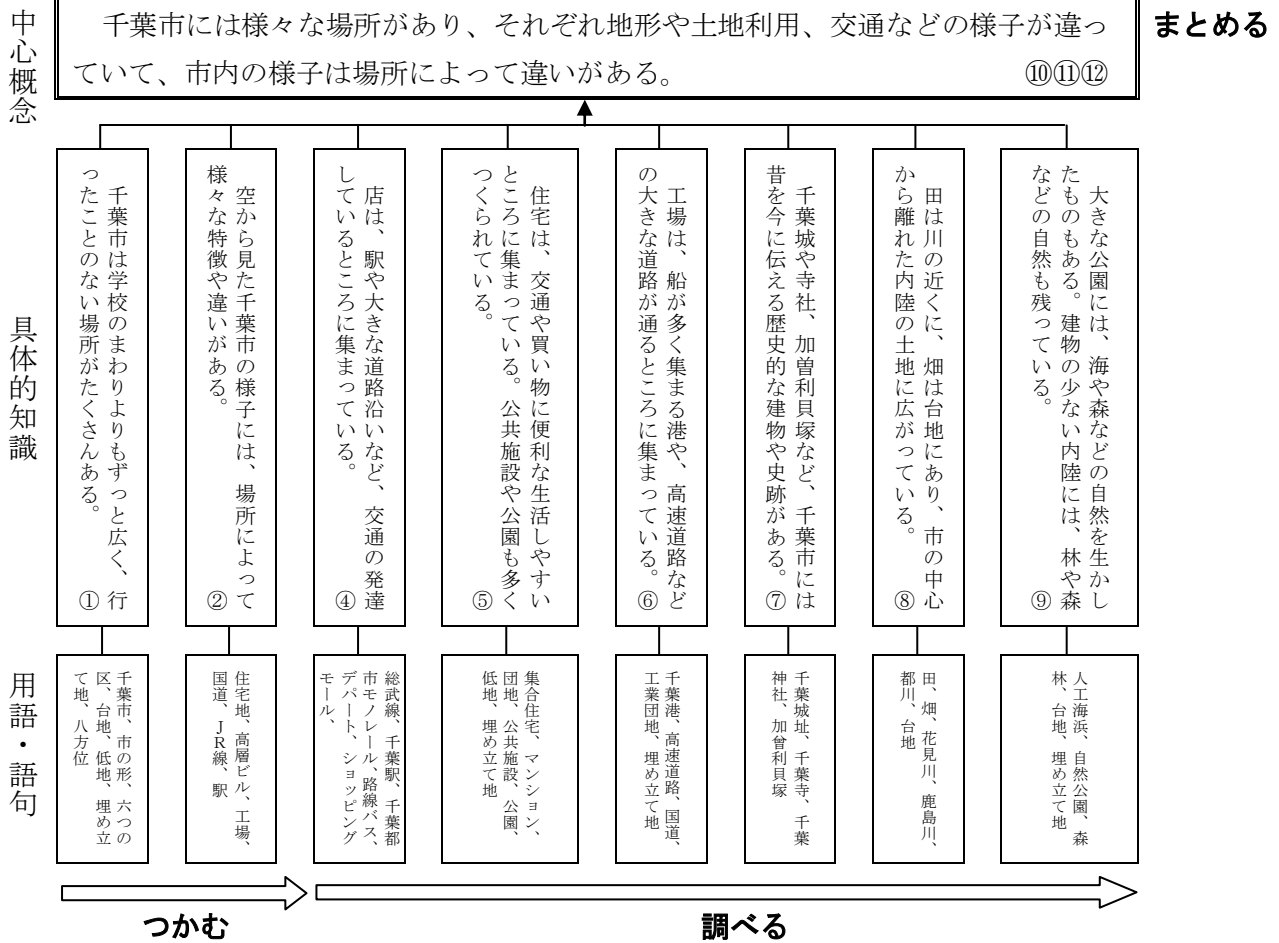 中心概念
千葉市には様々な場所があり、それぞれ地形や土地利用、交通などの様子が違っ
ていて、市内の様子は場所によって違いがある。 ⑩⑪⑫
まとめる
具体的知識
千葉市は学校のまわりよりもずっと広く、行
ったことのない場所がたくさんある。 ①
空から見た千葉市の様子には、場所によって
様々な特徴や違いがある。 ②
店は、駅や大きな道路沿いなど、交通の発達
しているところに集まっている。 ④
住宅は、交通や買い物に便利な生活しやすい
ところに集まっている。公共施設や公園も多く
つくられている。 ⑤
工場は、船が多く集まる港や、高速道路など
の大きな道路が通るところに集まっている。 ⑥
千葉城や寺社、加曽利貝塚など、千葉市には
昔を今に伝える歴史的な建物や史跡がある。 ⑦
田は川の近くに、畑は台地にあり、市の中心
から離れた内陸の土地に広がっている。 ⑧
大きな公園には、海や森などの自然を生かし
たものもある。建物の少ない内陸には、林や森
などの自然も残っている。 ⑨
用語・語句
千葉市、市の形、六つの
区、台地、低地、埋め立
て地、八方位
住宅地、高層ビル、工場、
国道、JR線、駅
総武線、千葉駅、千葉都
市モノレール、路線バス、
デパート、ショッピング
モール、
集合住宅、マンション、
団地、公共施設、公園、
低地、埋め立て地
千葉港、高速道路、国道、
工業団地、埋め立て地
千葉城址、千葉寺、千葉
神社、加曽利貝塚
田、畑、花見川、鹿島川、
都川、台地
人工海浜、自然公園、森
林、台地、埋め立て地
つかむ
調べる